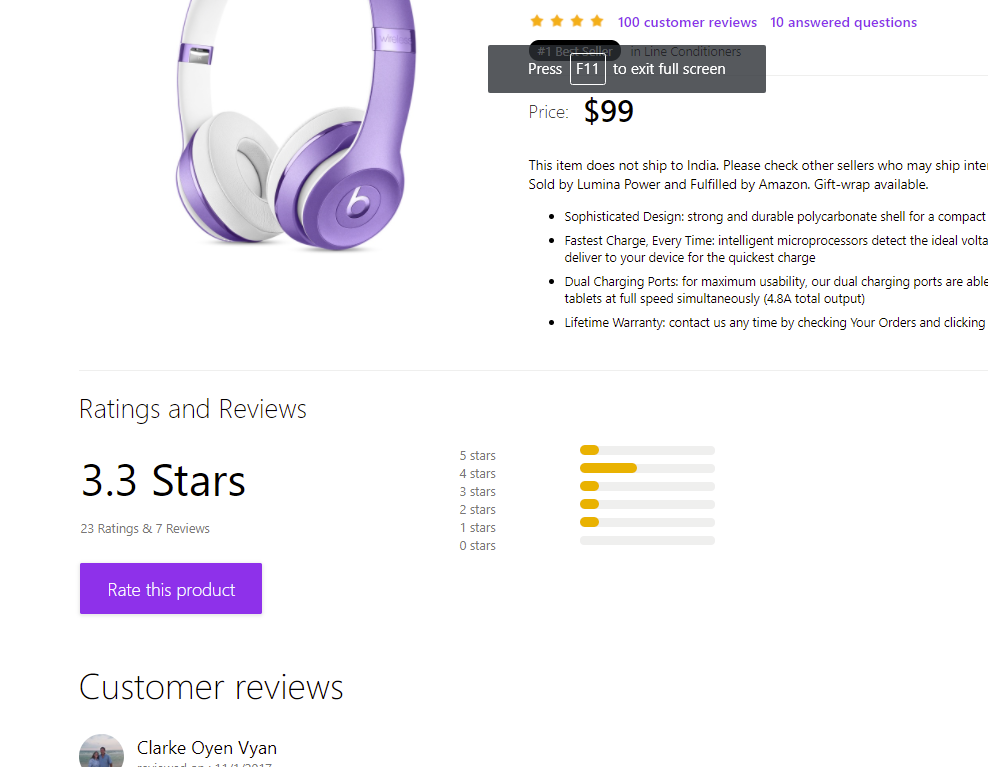 100 customer reviews 10 answered questions
#1 Best Seller in Line Conditioners
Press F11 to exit full screen
Price: $99
This item does not ship to India. Please check other sellers who may ship
Sold by Lumina Power and Fulfilled by Amazon. Gift-wrap available.
Sophisticated Design: strong and durable polycarbonate shell for a compact
Fastest Charge, Every Time: intelligent microprocessors detect the ideal
deliver to your device for the quickest charge
Dual Charging Ports: for maximum usability, our dual charging ports are able
tablets at full speed simultaneously (4.8A total output)
Lifetime Warranty: contact us any time by checking Your Orders and clicking
Ratings and Reviews
3.3 Stars
23 Ratings & 7 Reviews
5 stars
4 stars
3 stars
2 stars
1 stars
0 stars
Rate this product
Customer reviews
Clarke Oyen Vyan
reviewed on : 11/1/2017